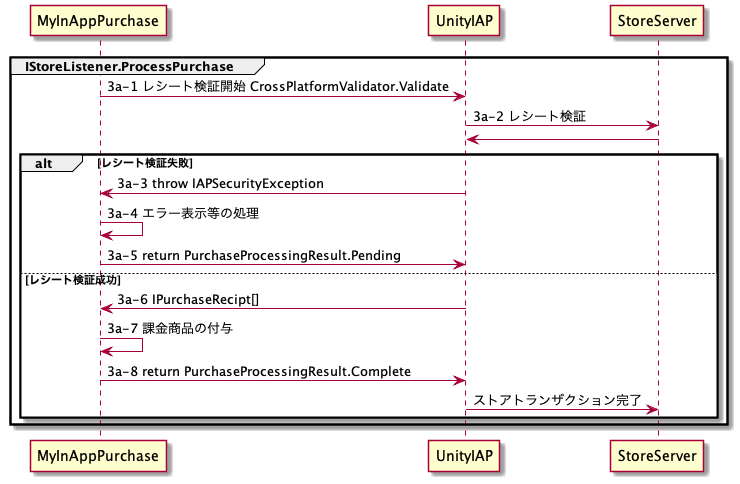 MyInAppPurchase
UnityIAP
StoreServer
IStoreListener.ProcessPurchase
3a-1 レシート検証開始 CrossPlatformValidator.Validate
3a-2 レシート検証
alt
[レシート検証失敗]
3a-3 throw IAPSecurityException
3a-4 エラー表示等の処理
3a-5 return PurchaseProcessingResult.Pending
[レシート検証成功]
3a-6 IPurchaseRecipt[]
3a-7 課金商品の付与
3a-8 return PurchaseProcessingResult.Complete
ストアトランザクション完了
MyInAppPurchase
UnityIAP
StoreServer